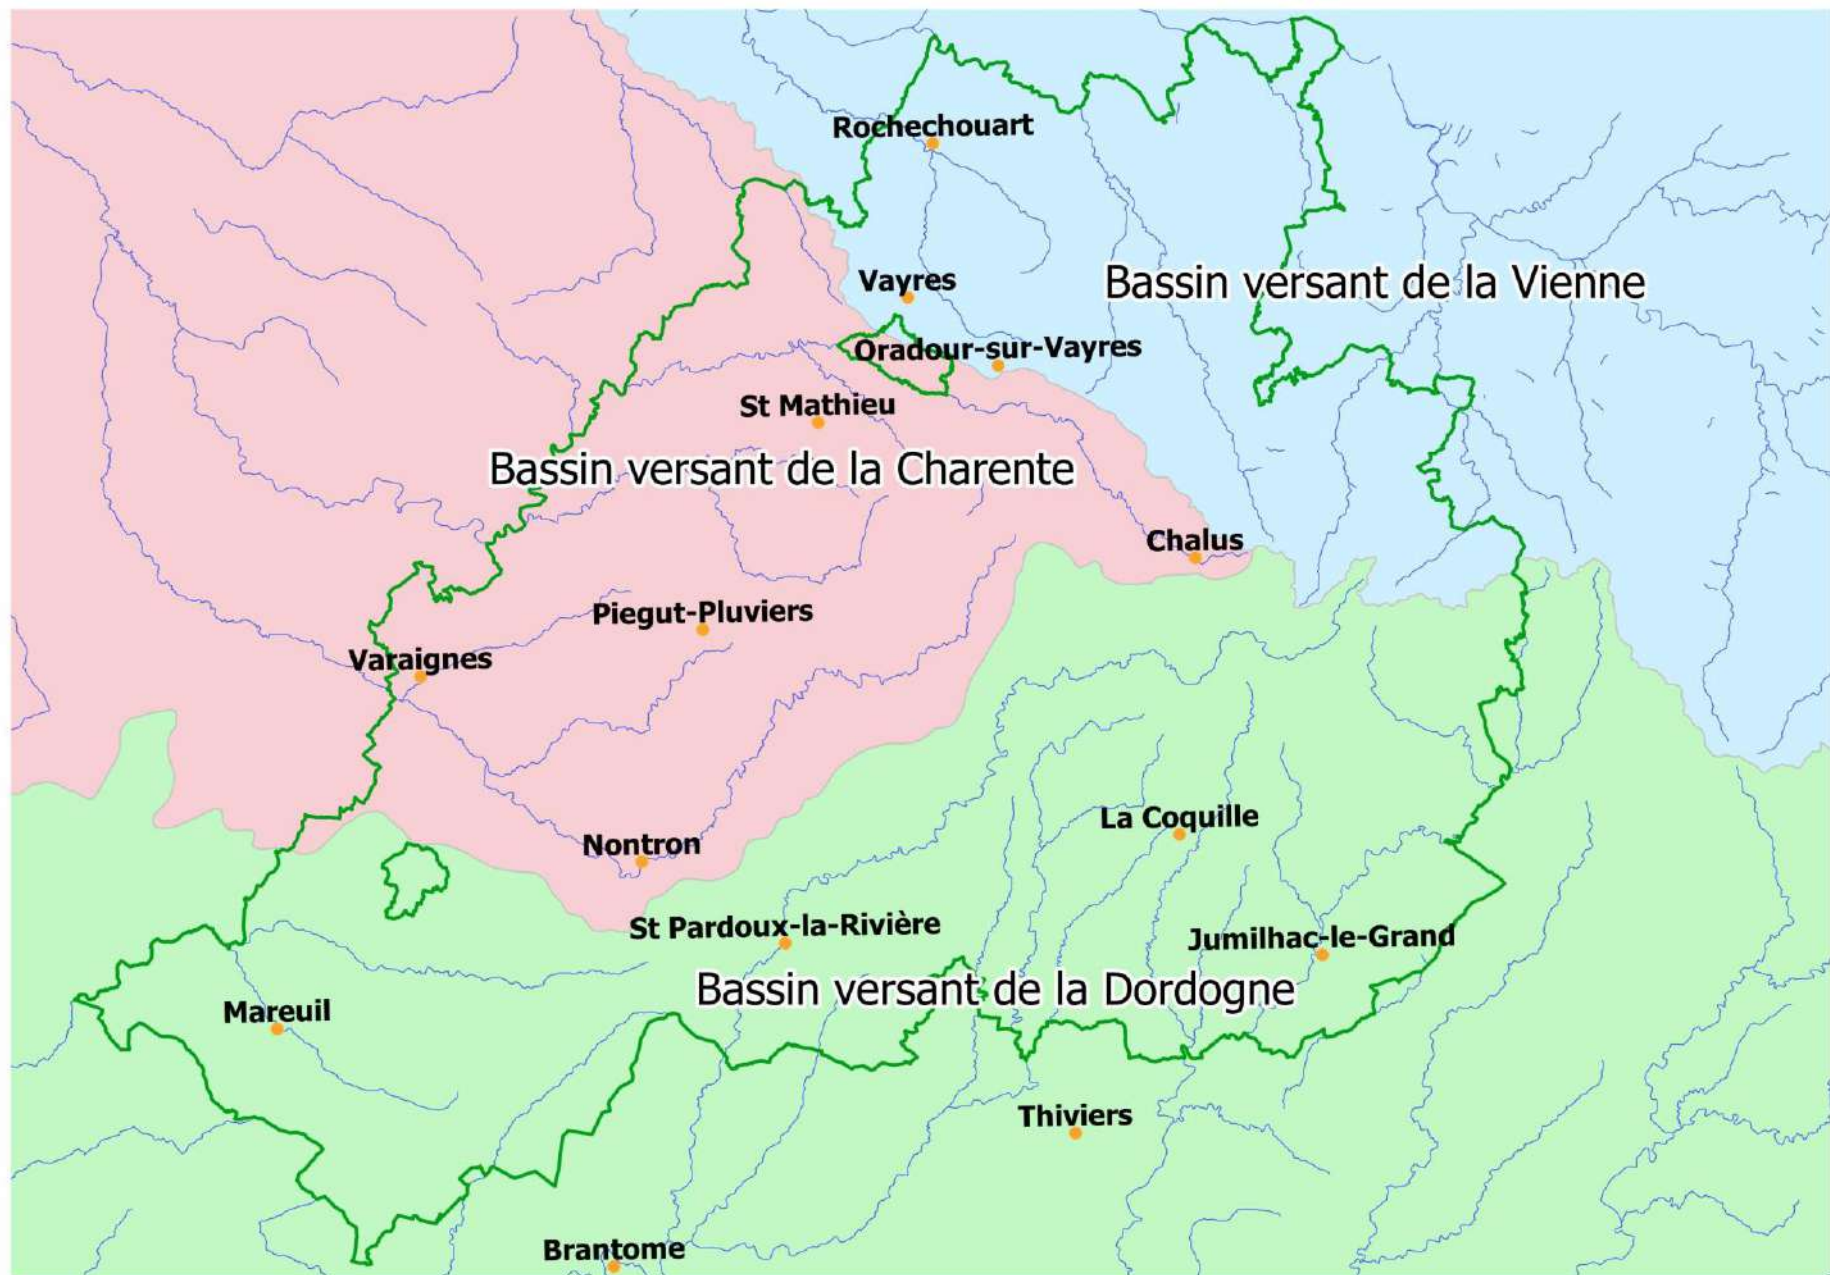 Rochechouart
Vayres
Bassin versant de la Vienne
Oradour-sur-Vayres
St Mathieu
Bassin versant de la Charente
Chalus
Piegut-Pluviers
Varaignes
La Coquille
Nontron
St Pardoux-la-Rivière
Jumilhac-le-Grand
Bassin versant de la Dordogne
Mareuil
Thiviers
Brantome